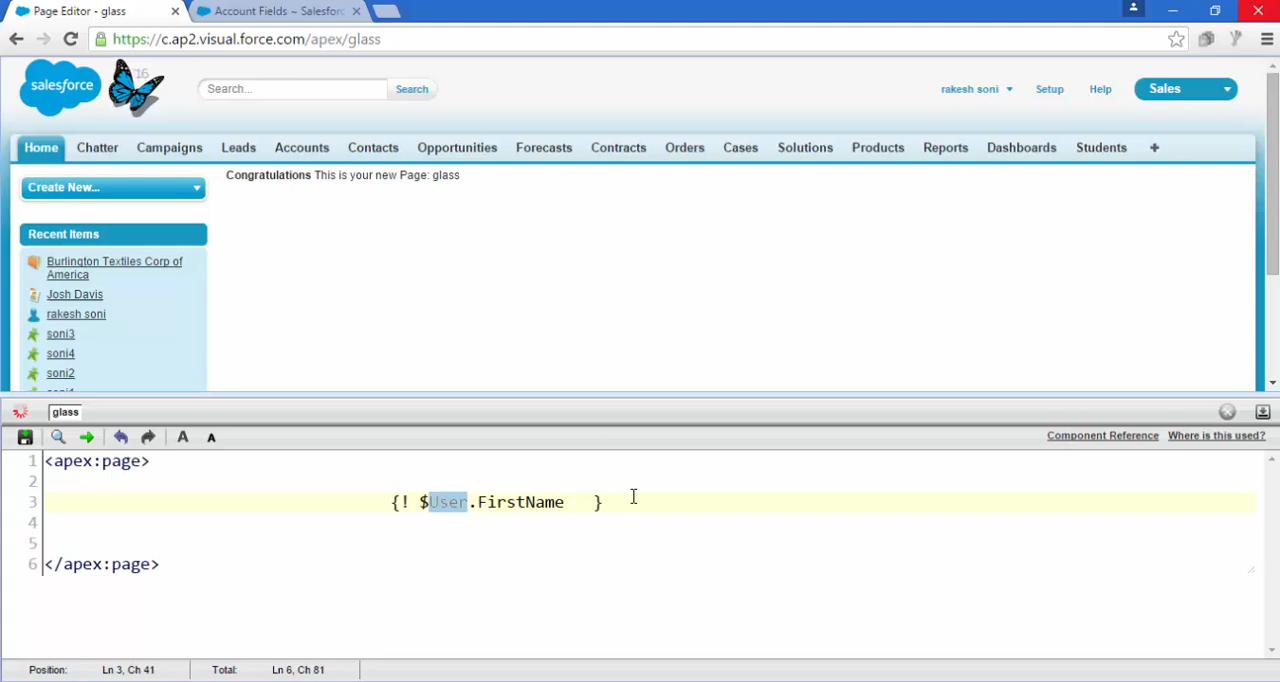 Page Editor - glass
Account Fields ~ Salesforc
https://c.ap2.visual.force.com/apex/glass
salesforce
'16
Search...
Search
rakesh soni
Setup
Help
Sales
Home
Chatter
Campaigns
Leads
Accounts
Contacts
Opportunities
Forecasts
Contracts
Orders
Cases
Solutions
Products
Reports
Dashboards
Students
+
Create New...
Congratulations This is your new Page: glass
Recent Items
Burlington Textiles Corp of
America
Josh Davis
rakesh soni
soni3
soni4
soni2
glass
A
A
Component Reference
Where is this used?
1 <apex:page>
2
3 {! $User.FirstName }
4
5
6 </apex:page>
Position: Ln 3, Ch 41 Total: Ln 6, Ch 81